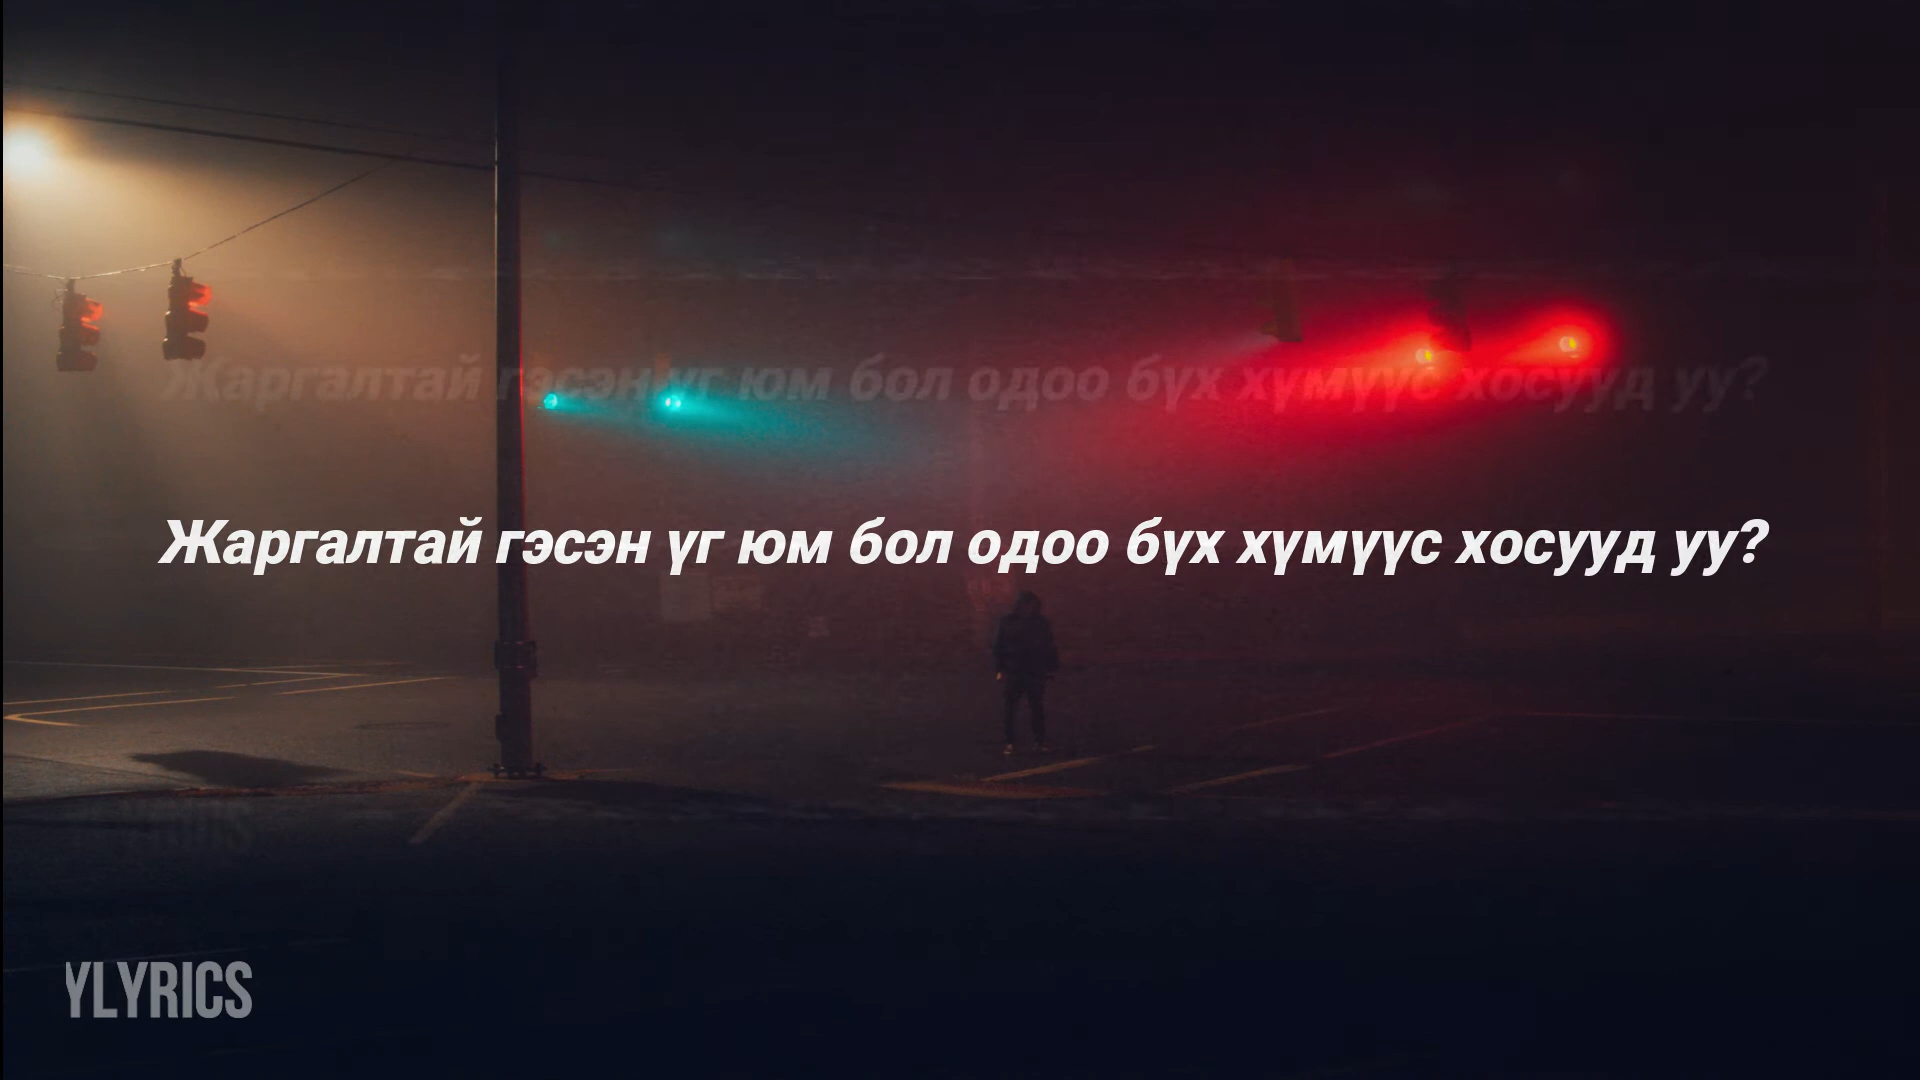 Жаргалтай гэсэн үг юм бол одоо бүх хүмүүс хосууд уу?
Жаргалтай гэсэн үг юм бол одоо бүх хүмүүс хосууд уу?
YLYRICS